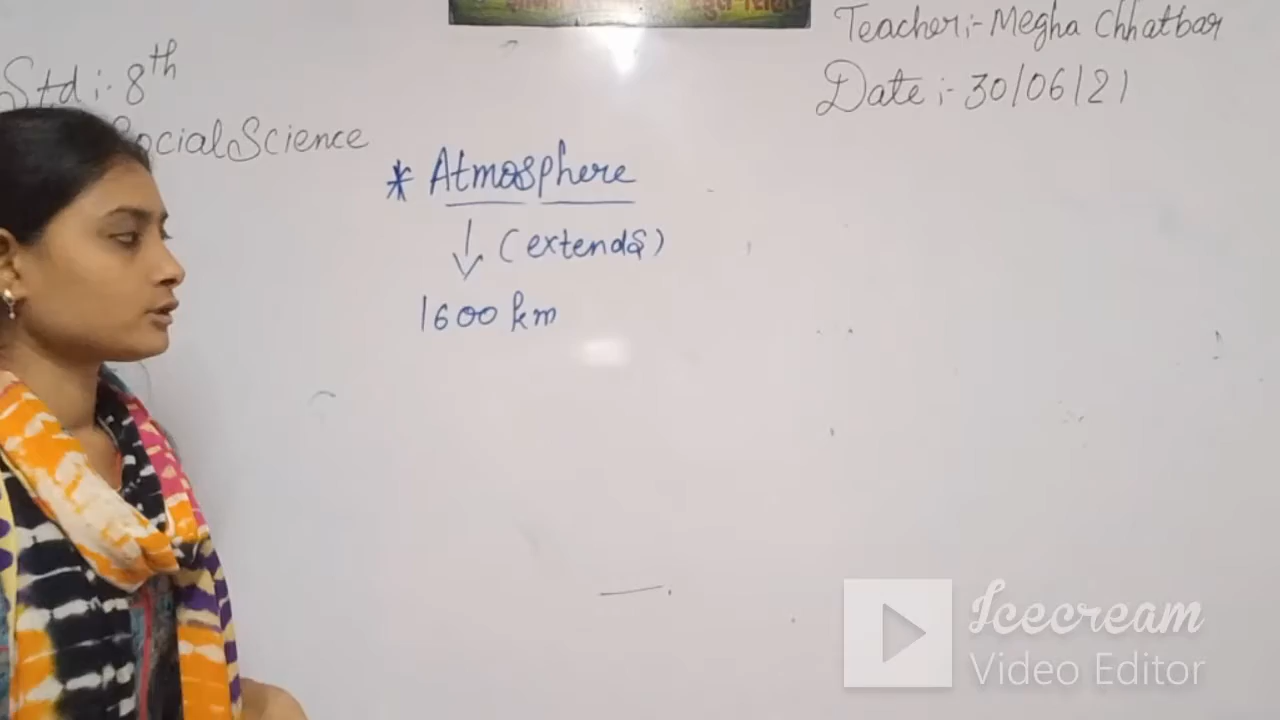 Teacher:- Megha Chhatbar
Std:- 8th
Date:- 30/06/21
Social Science
* Atmosphere
↓ (extends)
1600 km
Icecream
Video Editor